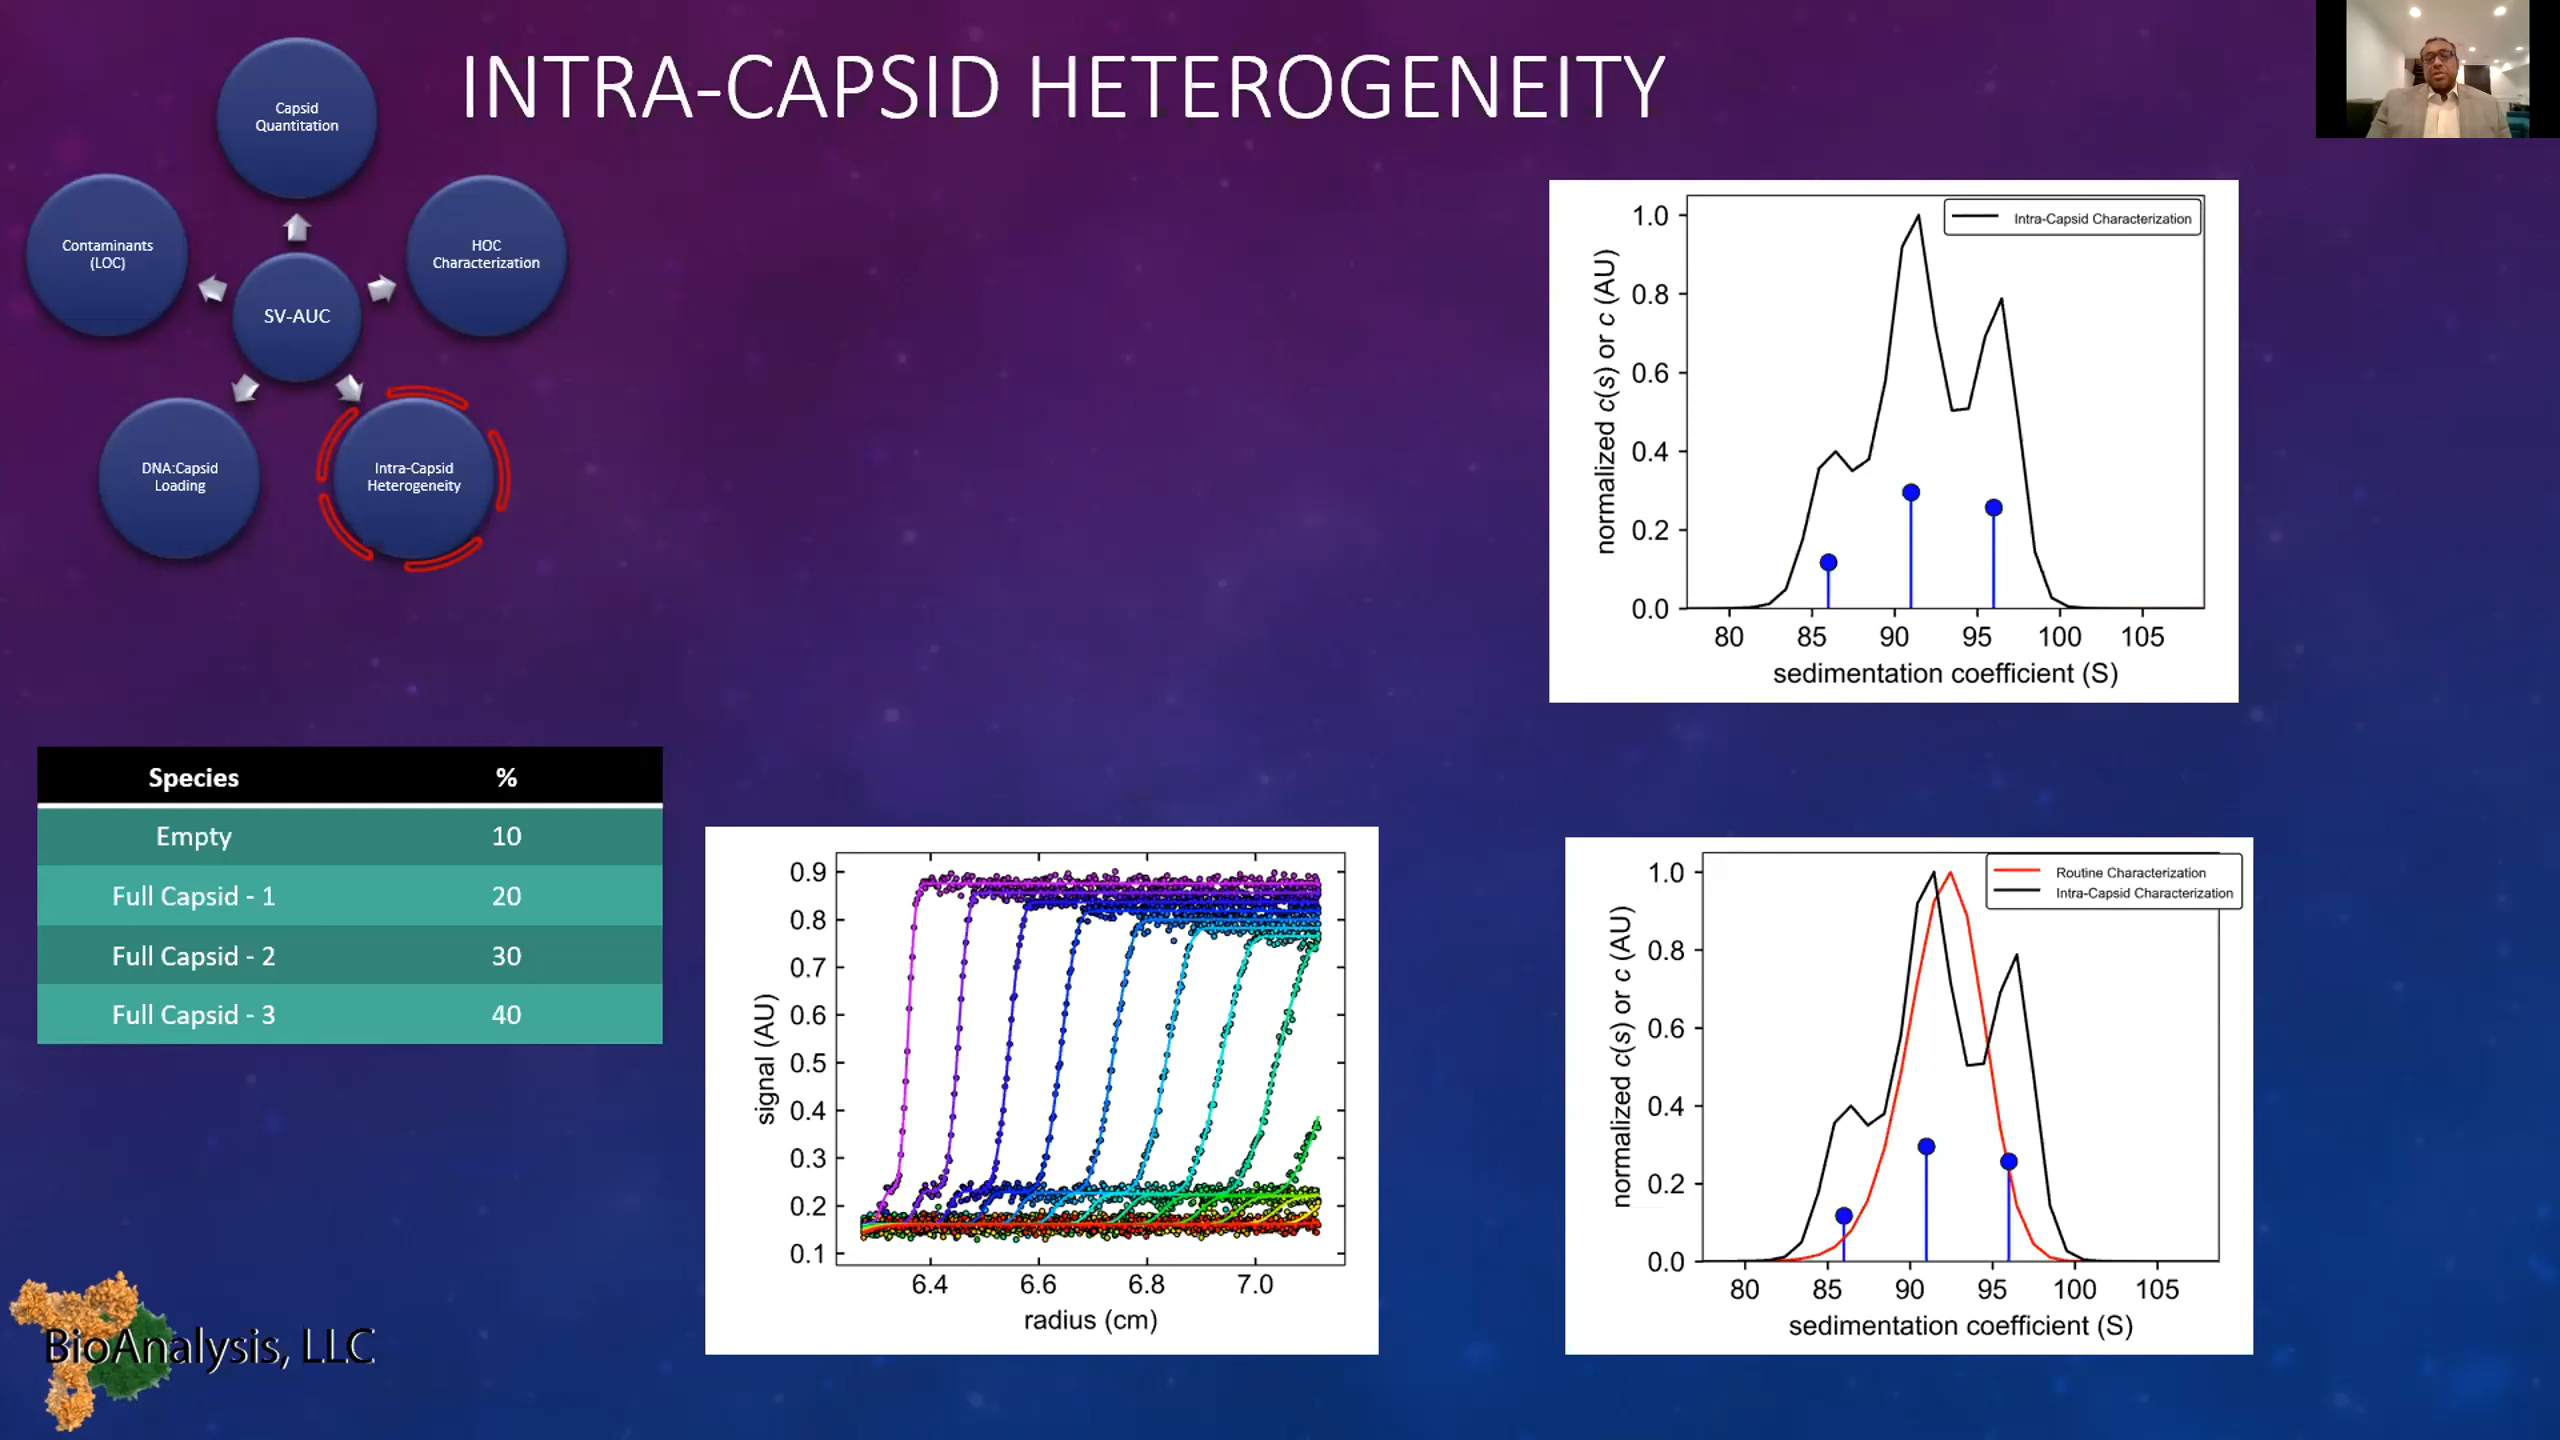 INTRA-CAPSID HETEROGENEITY
Capsid
Quantitation
Contaminants
(LOC)
HOC
Characterization
SV-AUC
DNA:Capsid
Loading
Intra-Capsid
Heterogeneity
Intra-Capsid Characterization
normalized c(s) or c (AU)
1.0
0.8
0.6
0.4
0.2
0.0
80 85 90 95 100 105
sedimentation coefficient (S)
Species %
Empty 10
Full Capsid - 1 20
Full Capsid - 2 30
Full Capsid - 3 40
signal (AU)
0.9
0.8
0.7
0.6
0.5
0.4
0.3
0.2
0.1
6.4 6.6 6.8 7.0
radius (cm)
Routine Characterization
Intra-Capsid Characterization
normalized c(s) or c (AU)
1.0
0.8
0.6
0.4
0.2
0.0
80 85 90 95 100 105
sedimentation coefficient (S)
BioAnalysis, LLC